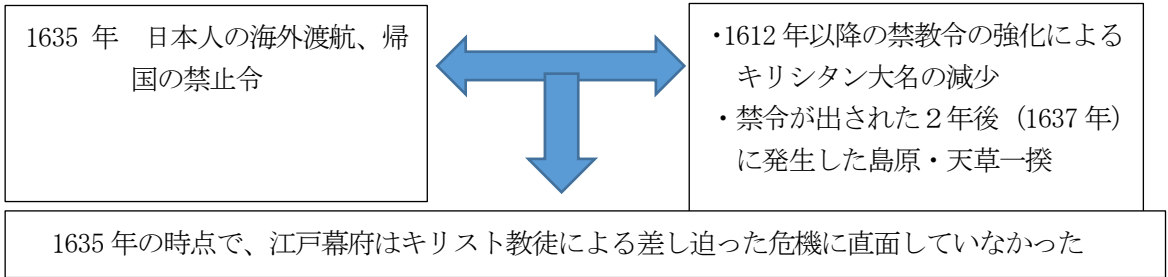 1635 年　日本人の海外渡航、帰
国の禁止令
・1612 年以降の禁教令の強化による
キリシタン大名の減少
・禁令が出された２年後（1637 年）
に発生した島原・天草一揆
1635 年の時点で、江戸幕府はキリスト教徒による差し迫った危機に直面していなかった